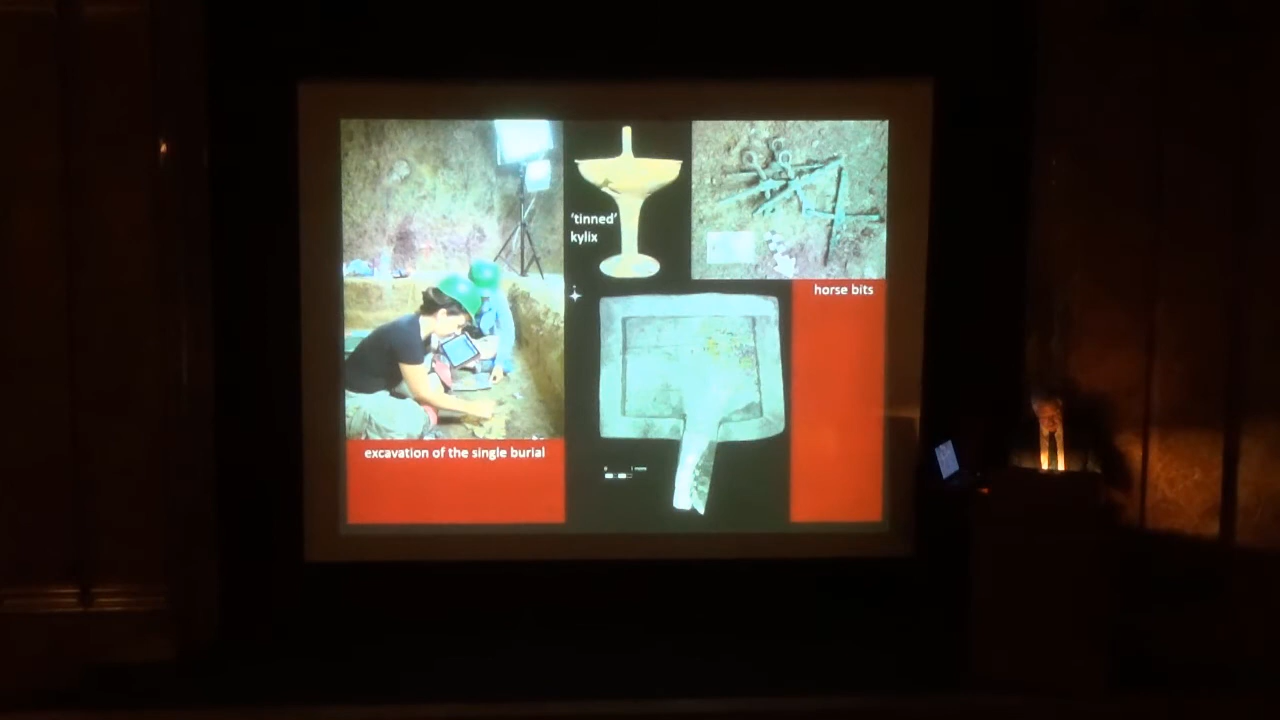 'tinned'
kylix
horse bits
excavation of the single burial